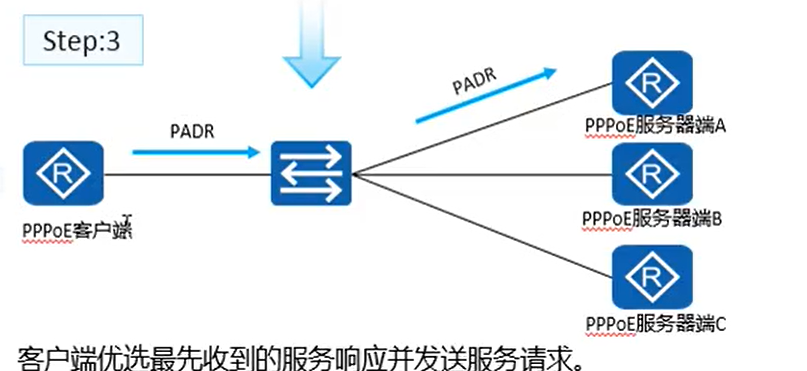 Step:3
PADR
PADR
R
R
R
R
PPPoE客户端
PPPoE服务器端A
PPPoE服务器端B
PPPoE服务器端C
客户端优选最先收到的服务响应并发送服务请求。